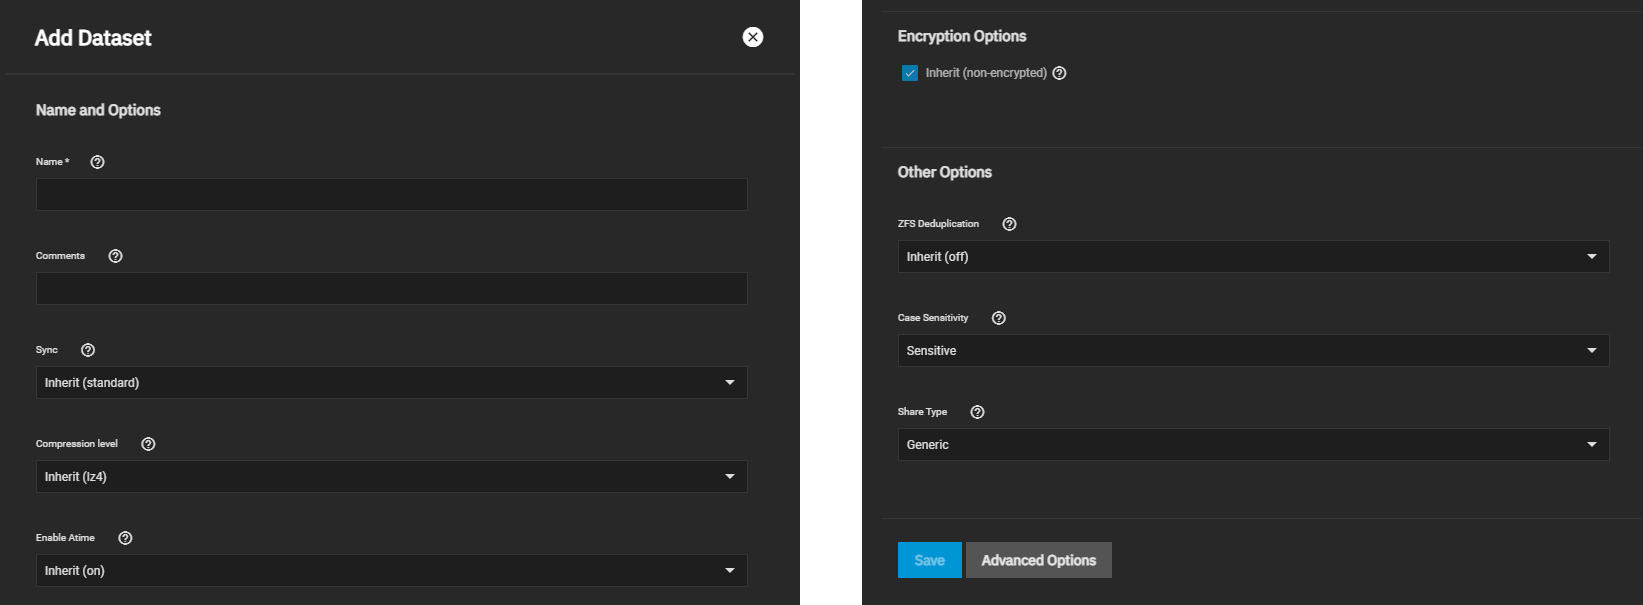 Add Dataset
Name and Options
Name *
Comments
Sync
Inherit (standard)
Compression level
Inherit (lz4)
Enable Atime
Inherit (on)
Encryption Options
Inherit (non-encrypted)
Other Options
ZFS Deduplication
Inherit (off)
Case Sensitivity
Sensitive
Share Type
Generic
Save
Advanced Options